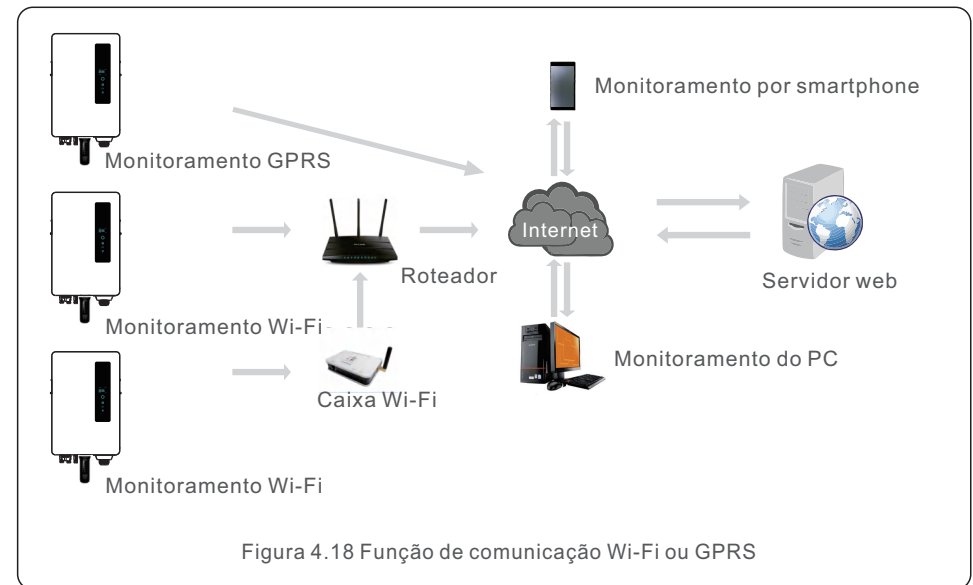 Monitoramento por smartphone
Monitoramento GPRS
Internet
Roteador
Servidor web
Monitoramento Wi-Fi
Monitoramento do PC
Caixa Wi-Fi
Monitoramento Wi-Fi
Figura 4.18 Função de comunicação Wi-Fi ou GPRS